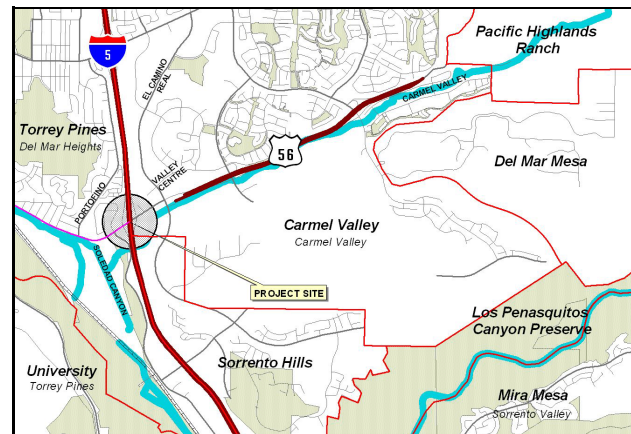 Pacific Highlands
Ranch
5
EL CAMINO
REAL
CARMEL VALLEY
Torrey Pines
Del Mar Heights
56
Del Mar Mesa
VALLEY
CENTRE
PORTOFINO
Carmel Valley
Carmel Valley
SOLEDAD CANYON
PROJECT SITE
Los Penasquitos
Canyon Preserve
University
Torrey Pines
Sorrento Hills
Mira Mesa
Sorrento Valley